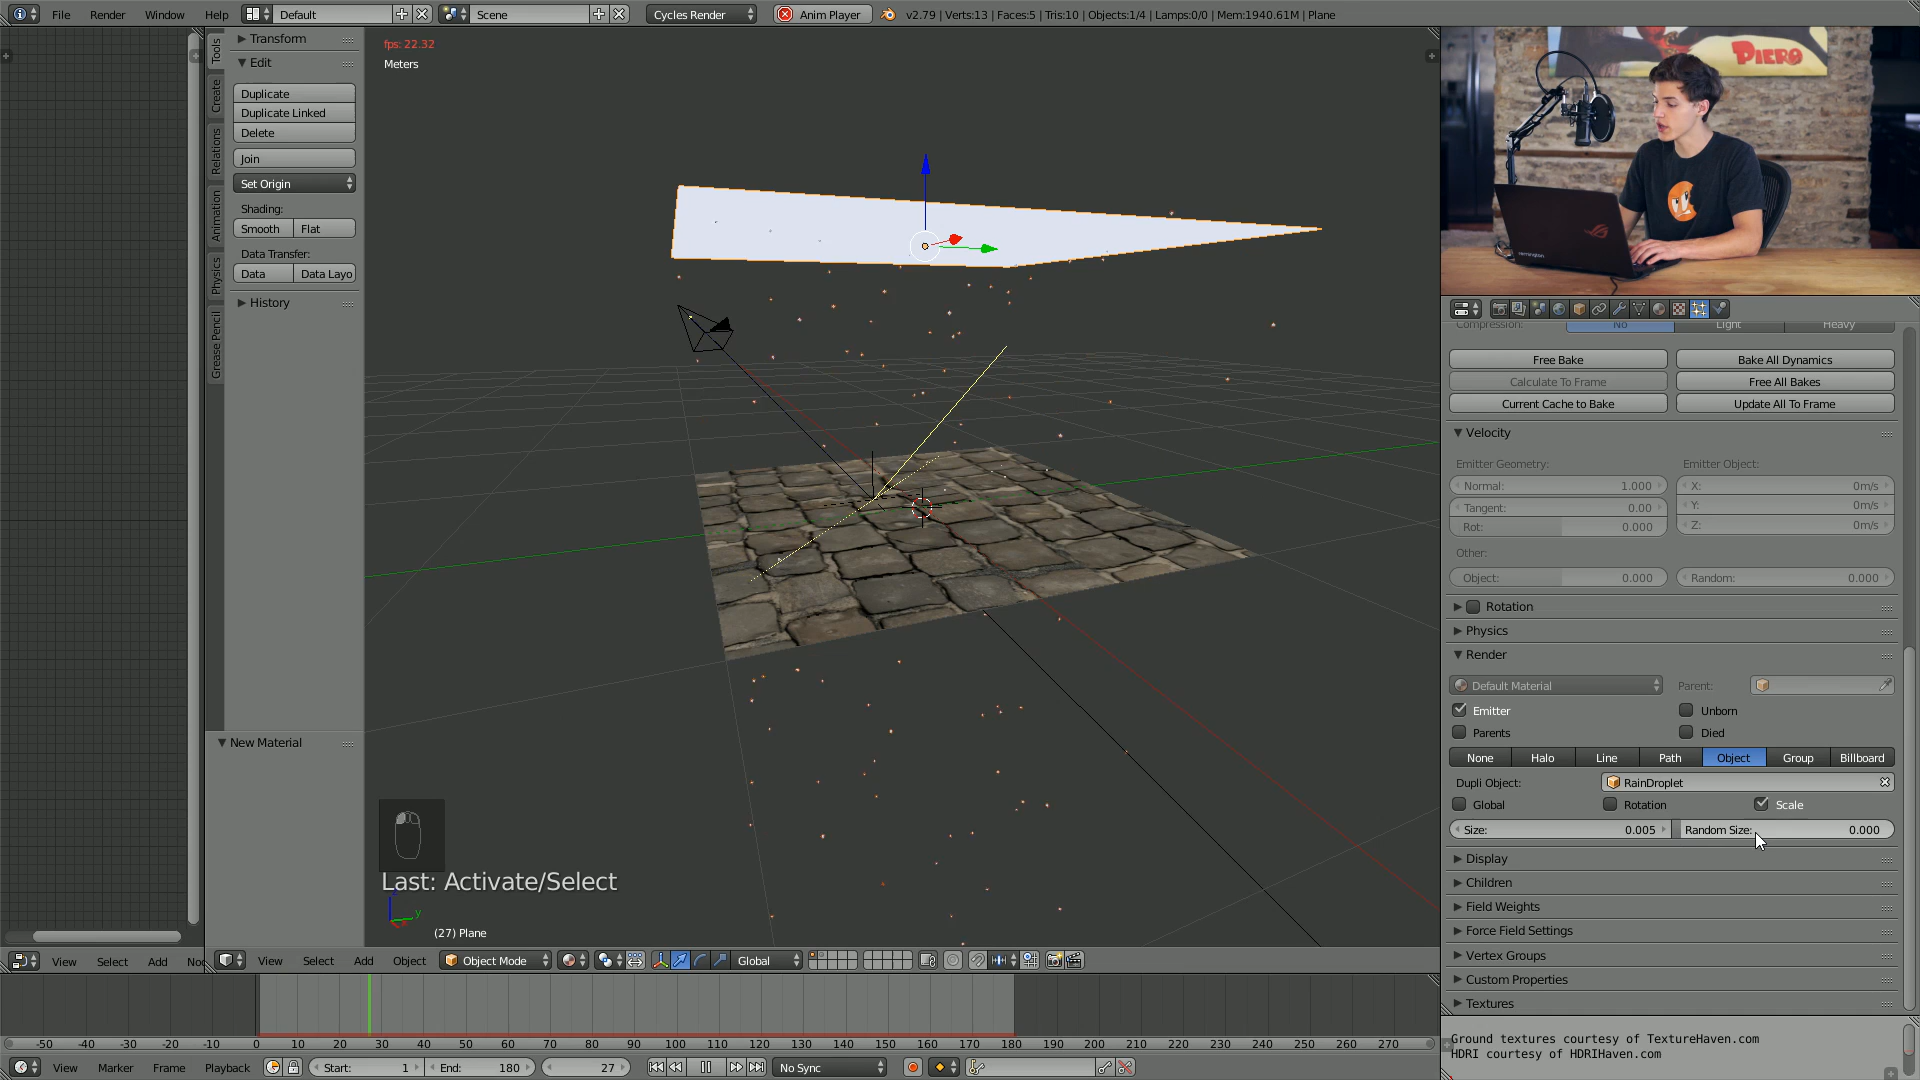 File Render Window Help Default Scene Cycles Render Anim Player v2.79 | Verts:13 | Faces:5 | Tris:10 | Objects:1/4 | Lamps:0/0 | Mem:1940.61M | Plane
Tools
Create
Relations
Animation
Physics
Grease Pencil
Transform
Edit
Duplicate
Duplicate Linked
Delete
Join
Set Origin
Shading:
Smooth Flat
Data Transfer:
Data Data Layo
History
New Material
fps: 22.32
Meters
Last: Activate/Select
y
(27) Plane
PIERO
Compression: No Light Heavy
Free Bake Bake All Dynamics
Calculate To Frame Free All Bakes
Current Cache to Bake Update All To Frame
Velocity
Emitter Geometry: Emitter Object:
Normal: 1.000 X: 0m/s
Tangent: 0.00 Y: 0m/s
Rot: 0.000 Z: 0m/s
Other:
Object: 0.000 Random: 0.000
Rotation
Physics
Render
Default Material Parent:
Emitter Unborn
Parents Died
None Halo Line Path Object Group Billboard
Dupli Object: RainDroplet
Global Rotation Scale
Size: 0.005 Random Size: 0.000
Display
Children
Field Weights
Force Field Settings
Vertex Groups
Custom Properties
Textures
Ground textures courtesy of TextureHaven.com
HDRI courtesy of HDRIHaven.com
View Select Add No View Select Add Object Object Mode Global
-50 -40 -30 -20 -10 0 10 20 30 40 50 60 70 80 90 100 110 120 130 140 150 160 170 180 190 200 210 220 230 240 250 260 270
View Marker Frame Playback Start: 1 End: 180 27 No Sync